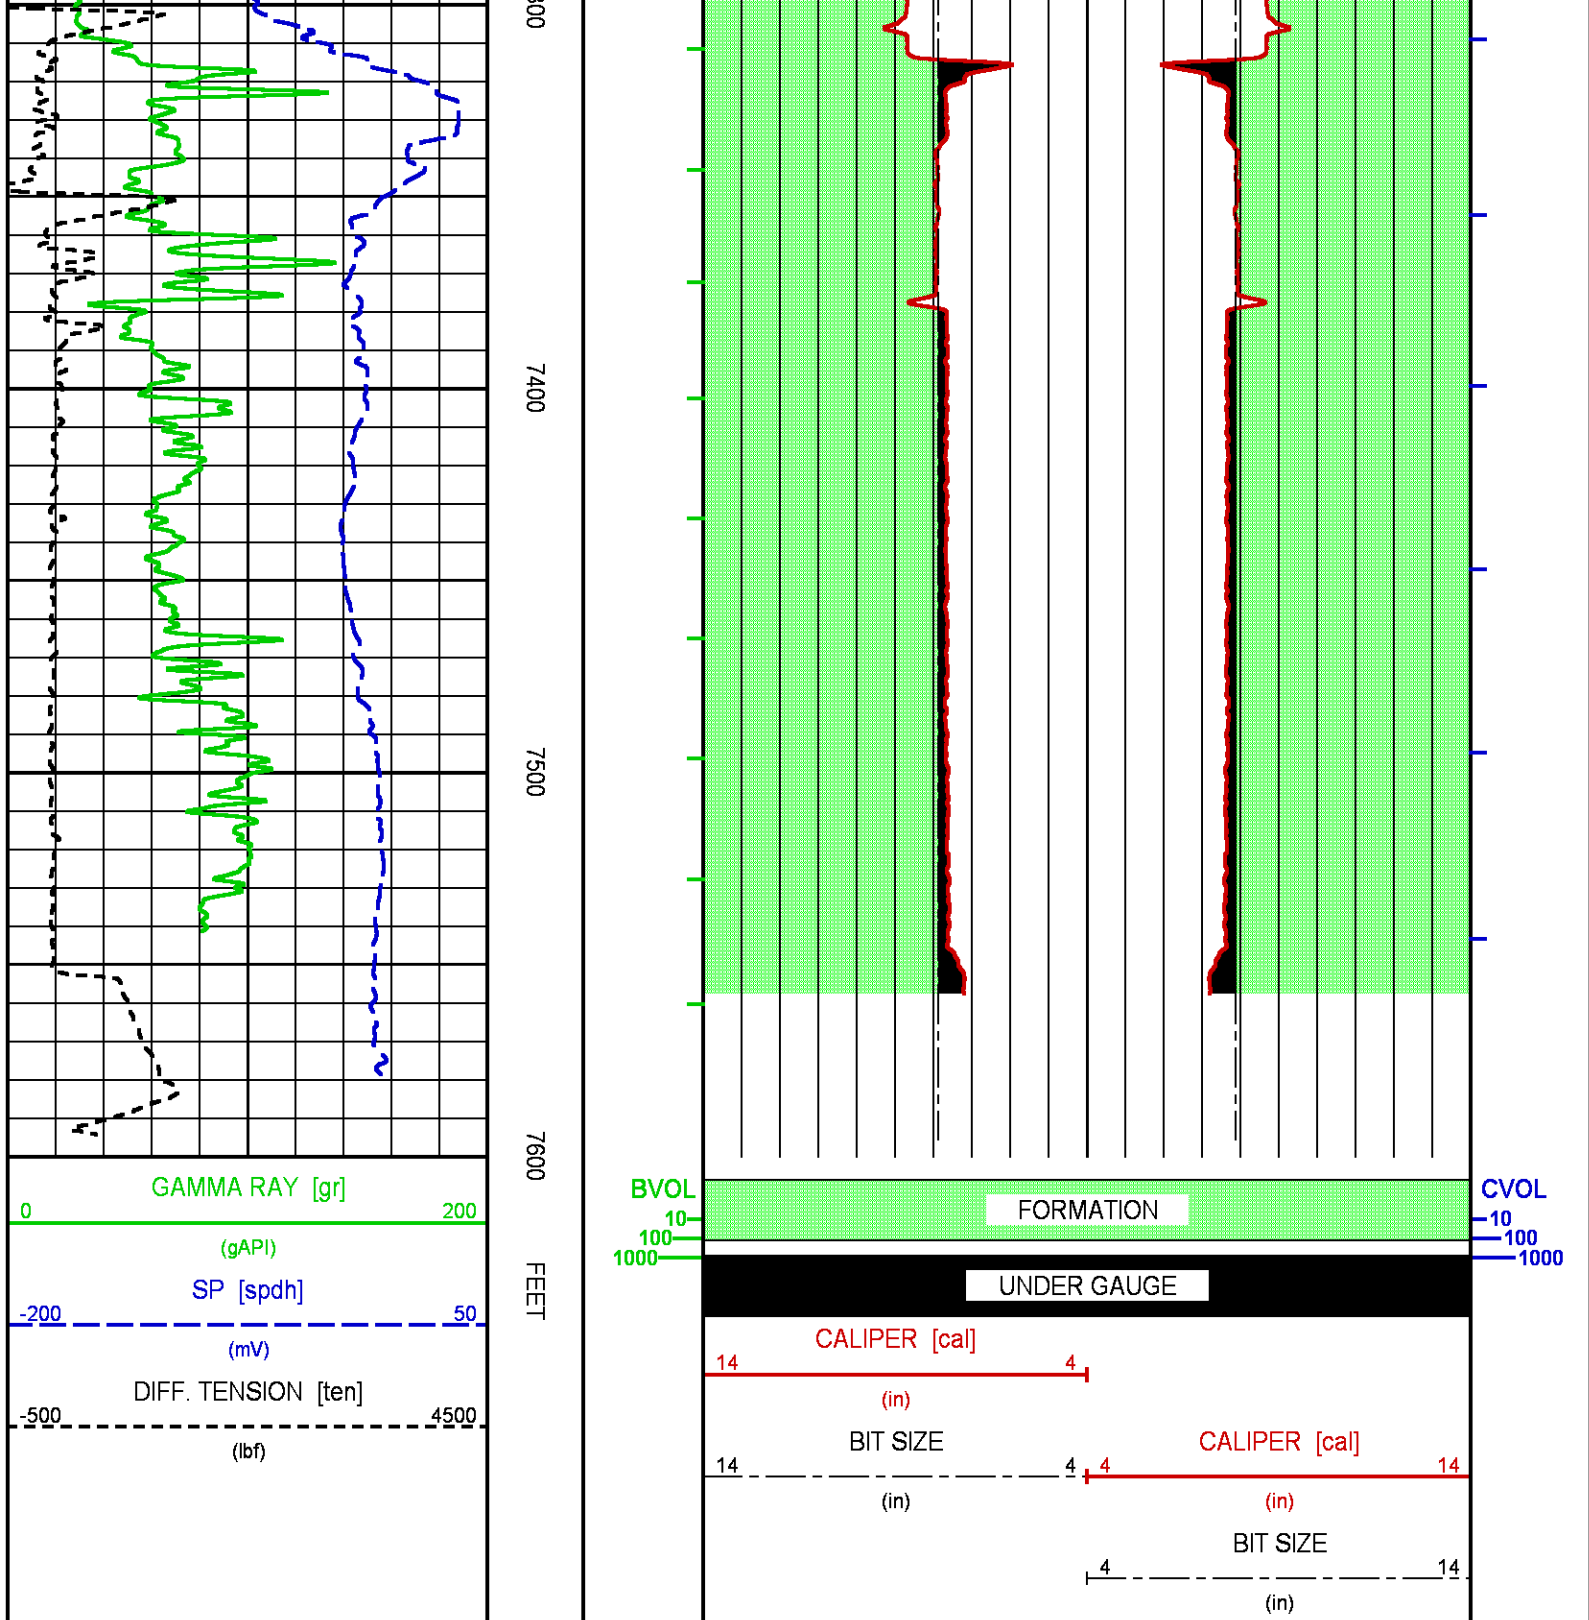 300
7400
7500
7600
FEET
GAMMA RAY [gr]
0 200
(gAPI)
SP [spdh]
-200 50
(mV)
DIFF. TENSION [ten]
-500 4500
(lbf)
BVOL
10
100
1000
FORMATION
UNDER GAUGE
CVOL
10
100
1000
CALIPER [cal]
14 4
(in)
BIT SIZE
14 4
(in)
CALIPER [cal]
4 14
(in)
BIT SIZE
4 14
(in)